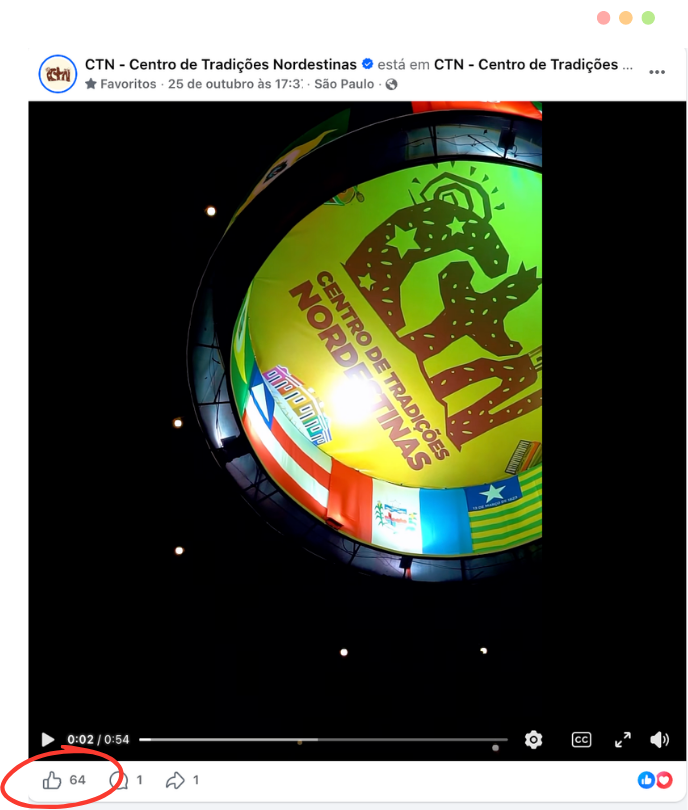 CTN - Centro de Tradições Nordestinas está em CTN - Centro de Tradições ...
Favoritos · 25 de outubro às 17:3 · São Paulo ·
CENTRO DE TRADIÇÕES
NORDESTINAS
0:02 / 0:54
CC
64 1 1